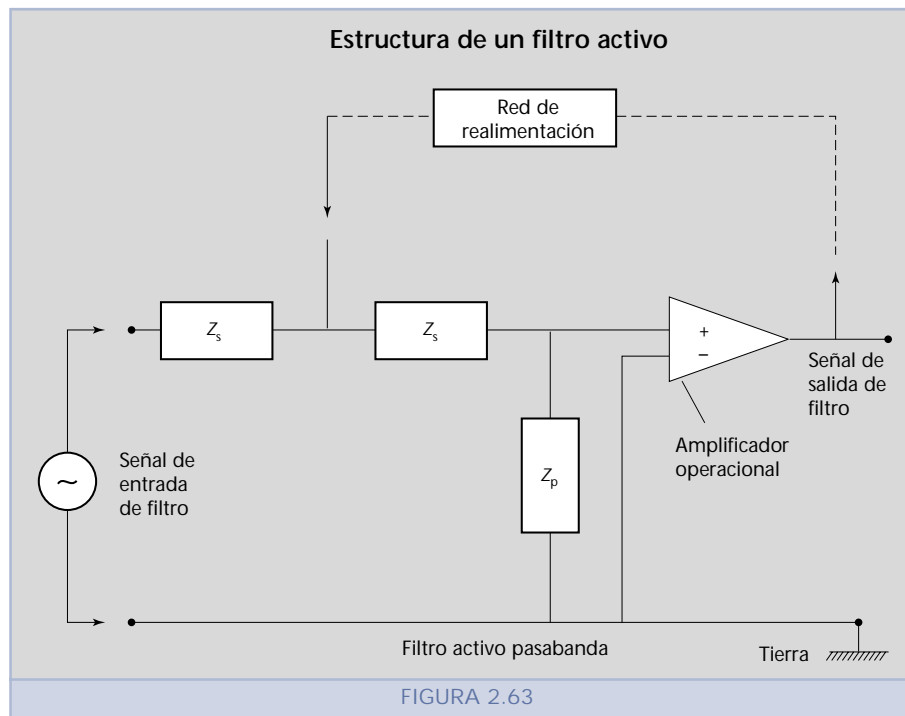 Estructura de un filtro activo
Red de
realimentación
Zs
Zs
+
−
Señal de
salida de
filtro
Amplificador
operacional
Señal de
entrada
de filtro
~
Zp
Filtro activo pasabanda
Tierra
FIGURA 2.63